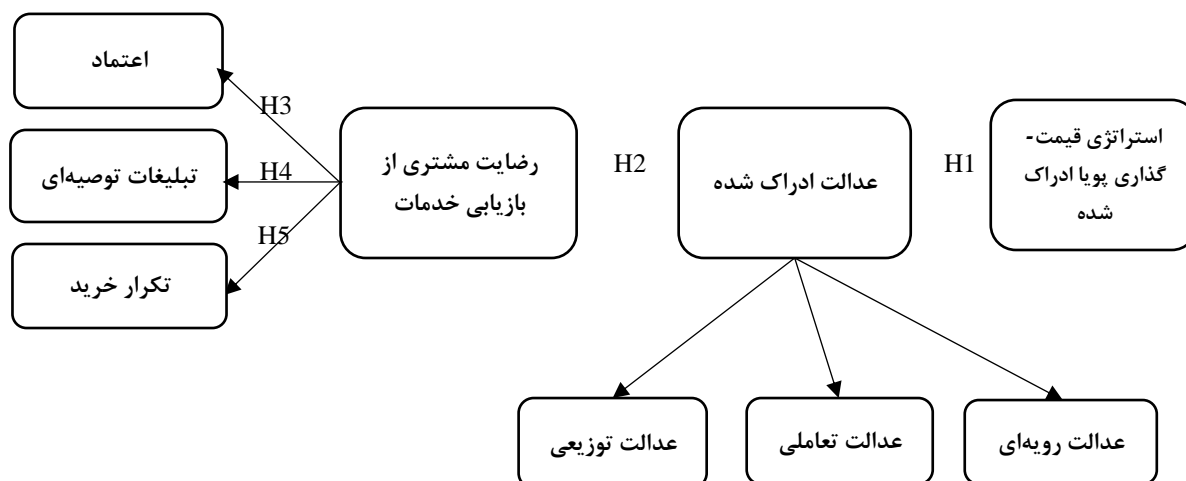 استراتژی قیمت-
گذاری پویا ادراک
شده
H1
عدالت ادراک شده
H2
رضایت مشتری از
بازیابی خدمات
H3
اعتماد
H4
تبلیغات توصیه‌ای
H5
تکرار خرید
عدالت رویه‌ای
عدالت تعاملی
عدالت توزیعی